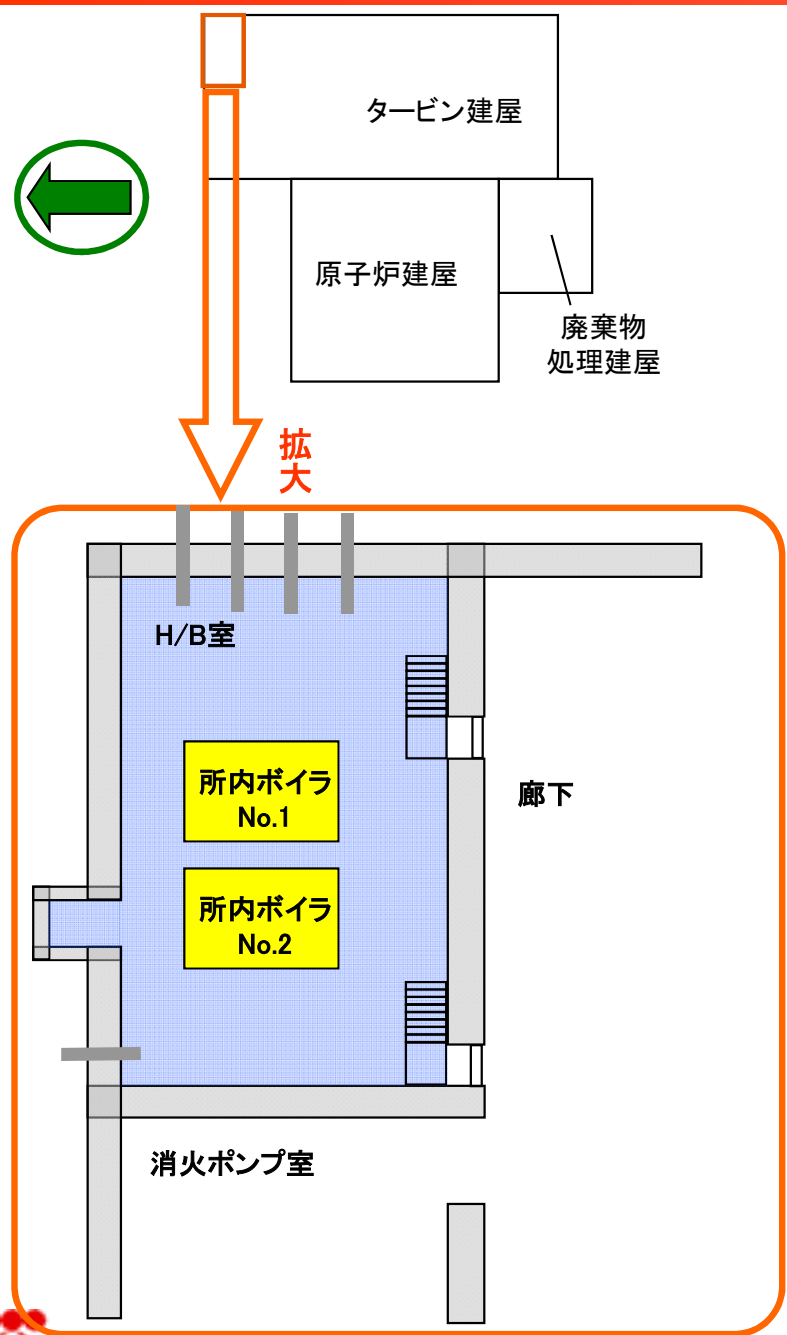 タービン建屋
原子炉建屋
廃棄物
処理建屋
拡
大
H/B室
所内ボイラ
No.1
廊下
所内ボイラ
No.2
消火ポンプ室